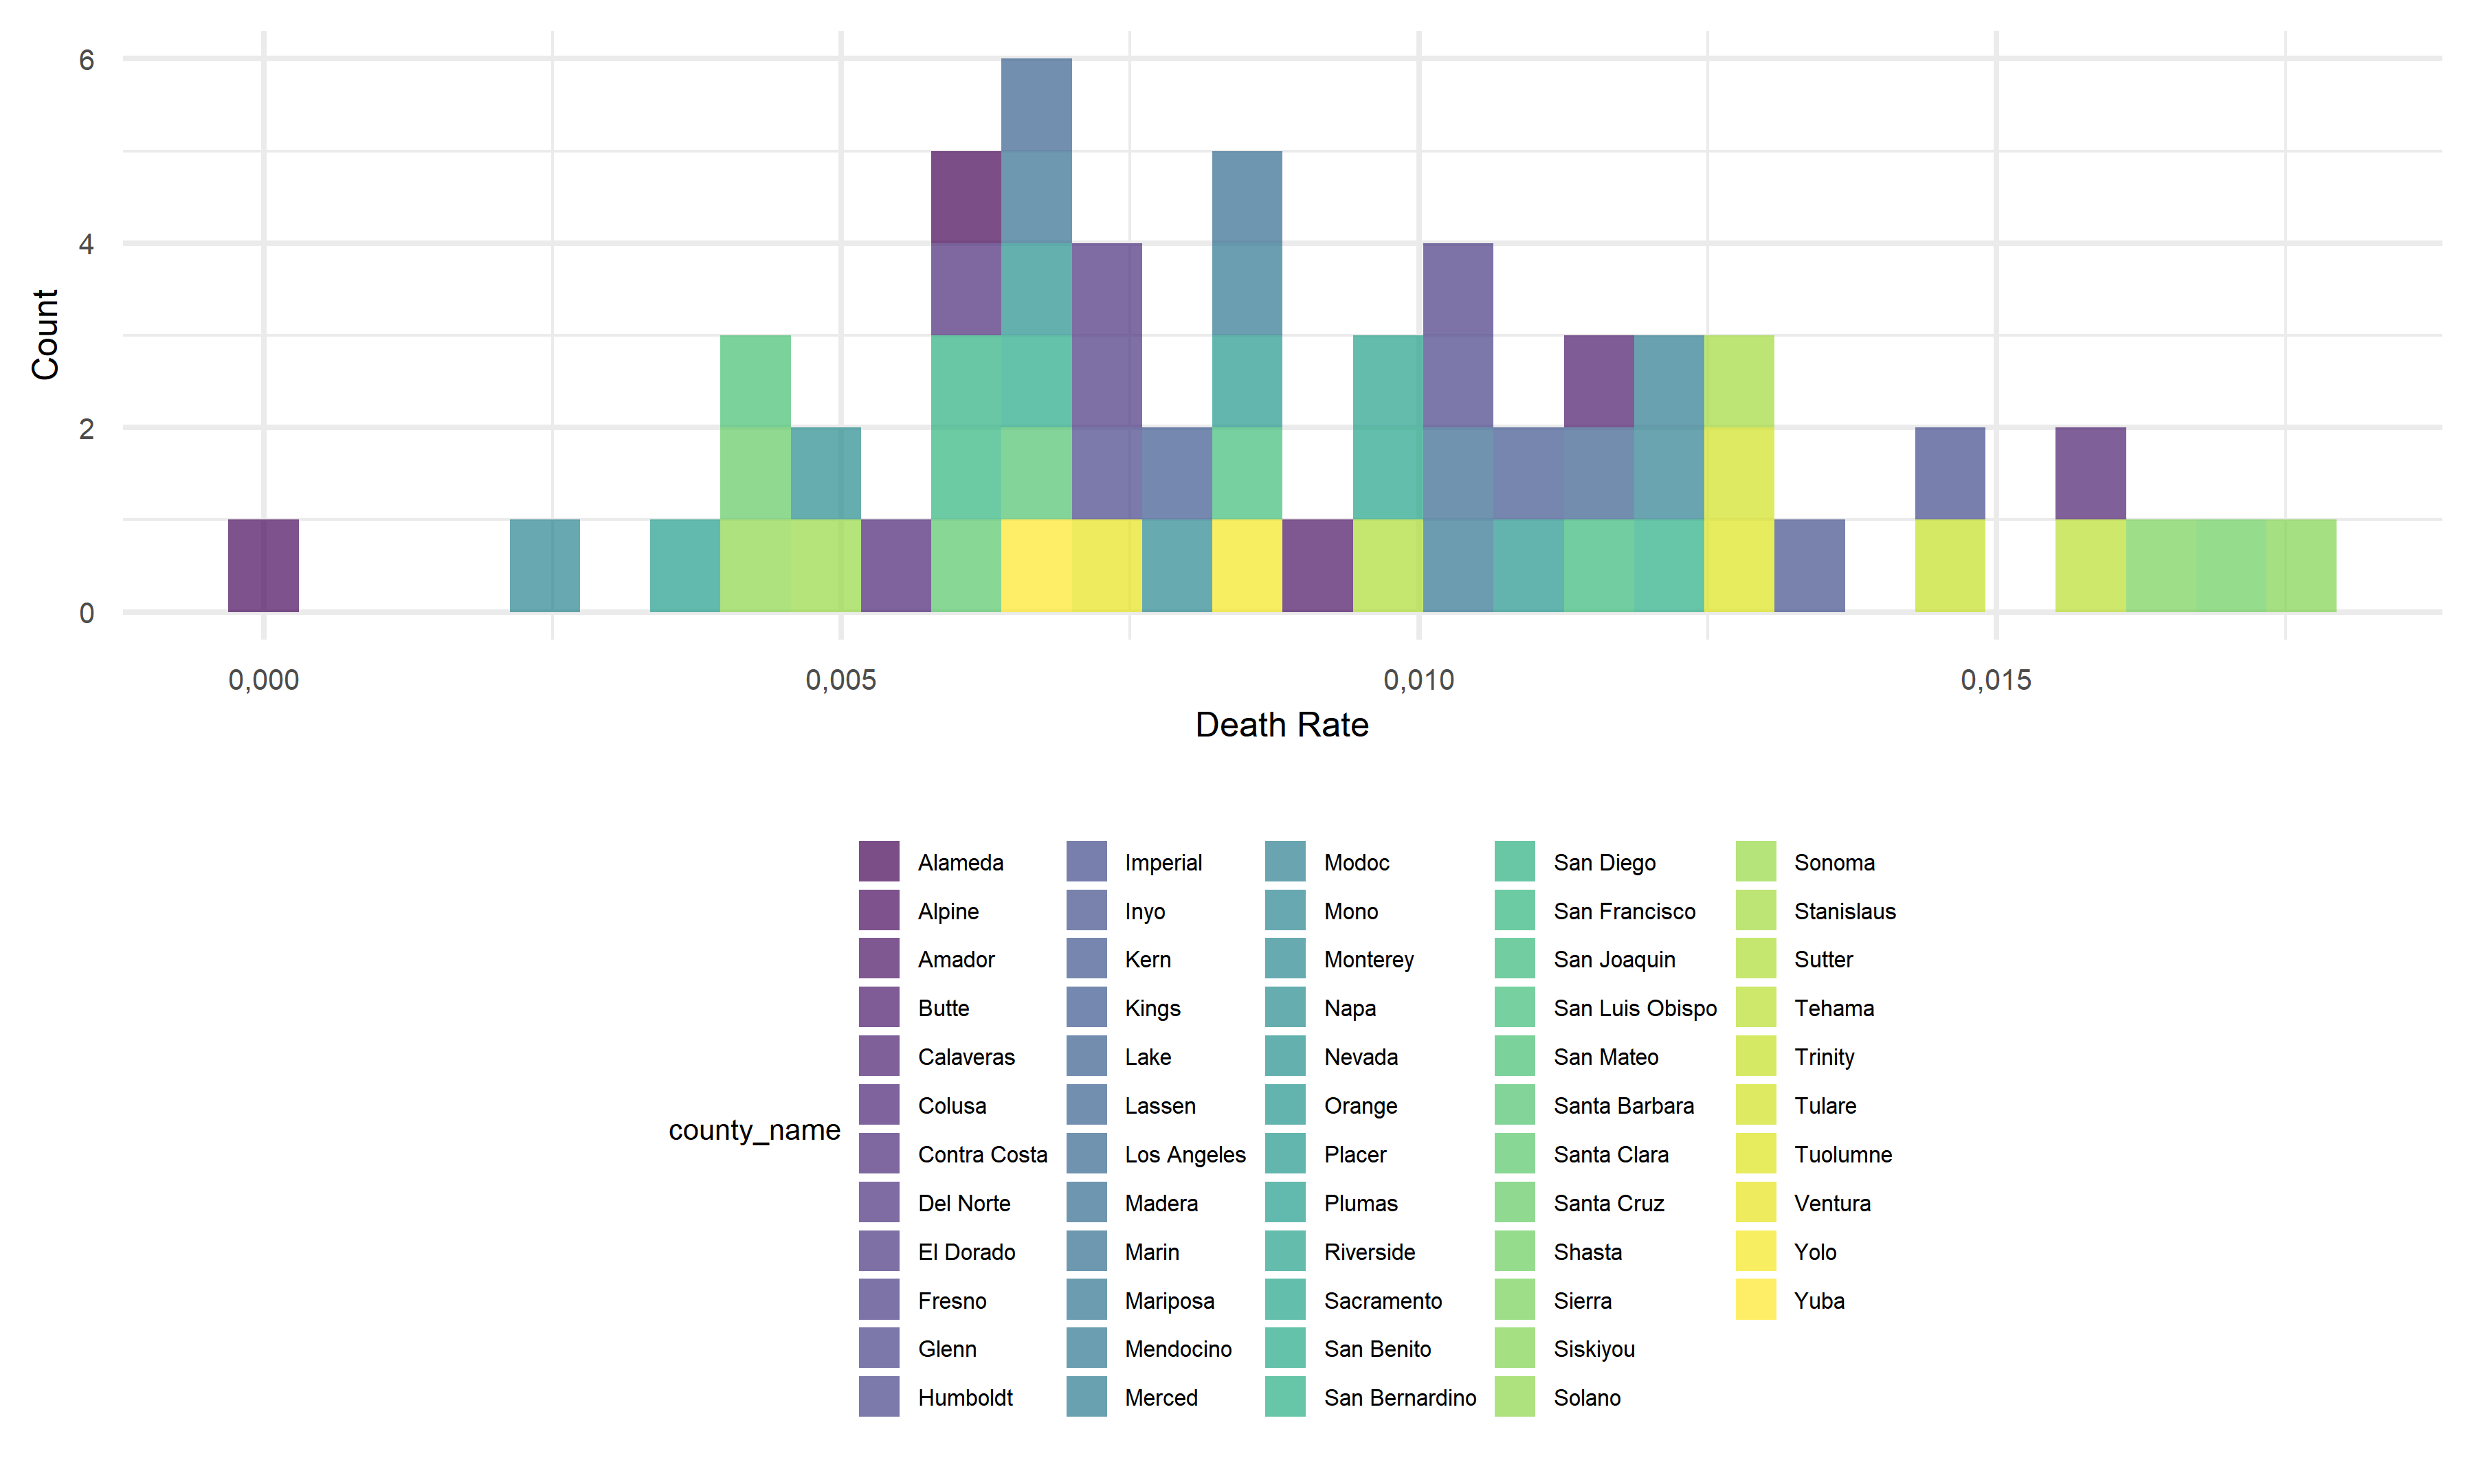 6
4
2
0
Count
0,000 0,005 0,010 0,015
Death Rate
county_name
Alameda
Alpine
Amador
Butte
Calaveras
Colusa
Contra Costa
Del Norte
El Dorado
Fresno
Glenn
Humboldt
Imperial
Inyo
Kern
Kings
Lake
Lassen
Los Angeles
Madera
Marin
Mariposa
Mendocino
Merced
Modoc
Mono
Monterey
Napa
Nevada
Orange
Placer
Plumas
Riverside
Sacramento
San Benito
San Bernardino
San Diego
San Francisco
San Joaquin
San Luis Obispo
San Mateo
Santa Barbara
Santa Clara
Santa Cruz
Shasta
Sierra
Siskiyou
Solano
Sonoma
Stanislaus
Sutter
Tehama
Trinity
Tulare
Tuolumne
Ventura
Yolo
Yuba